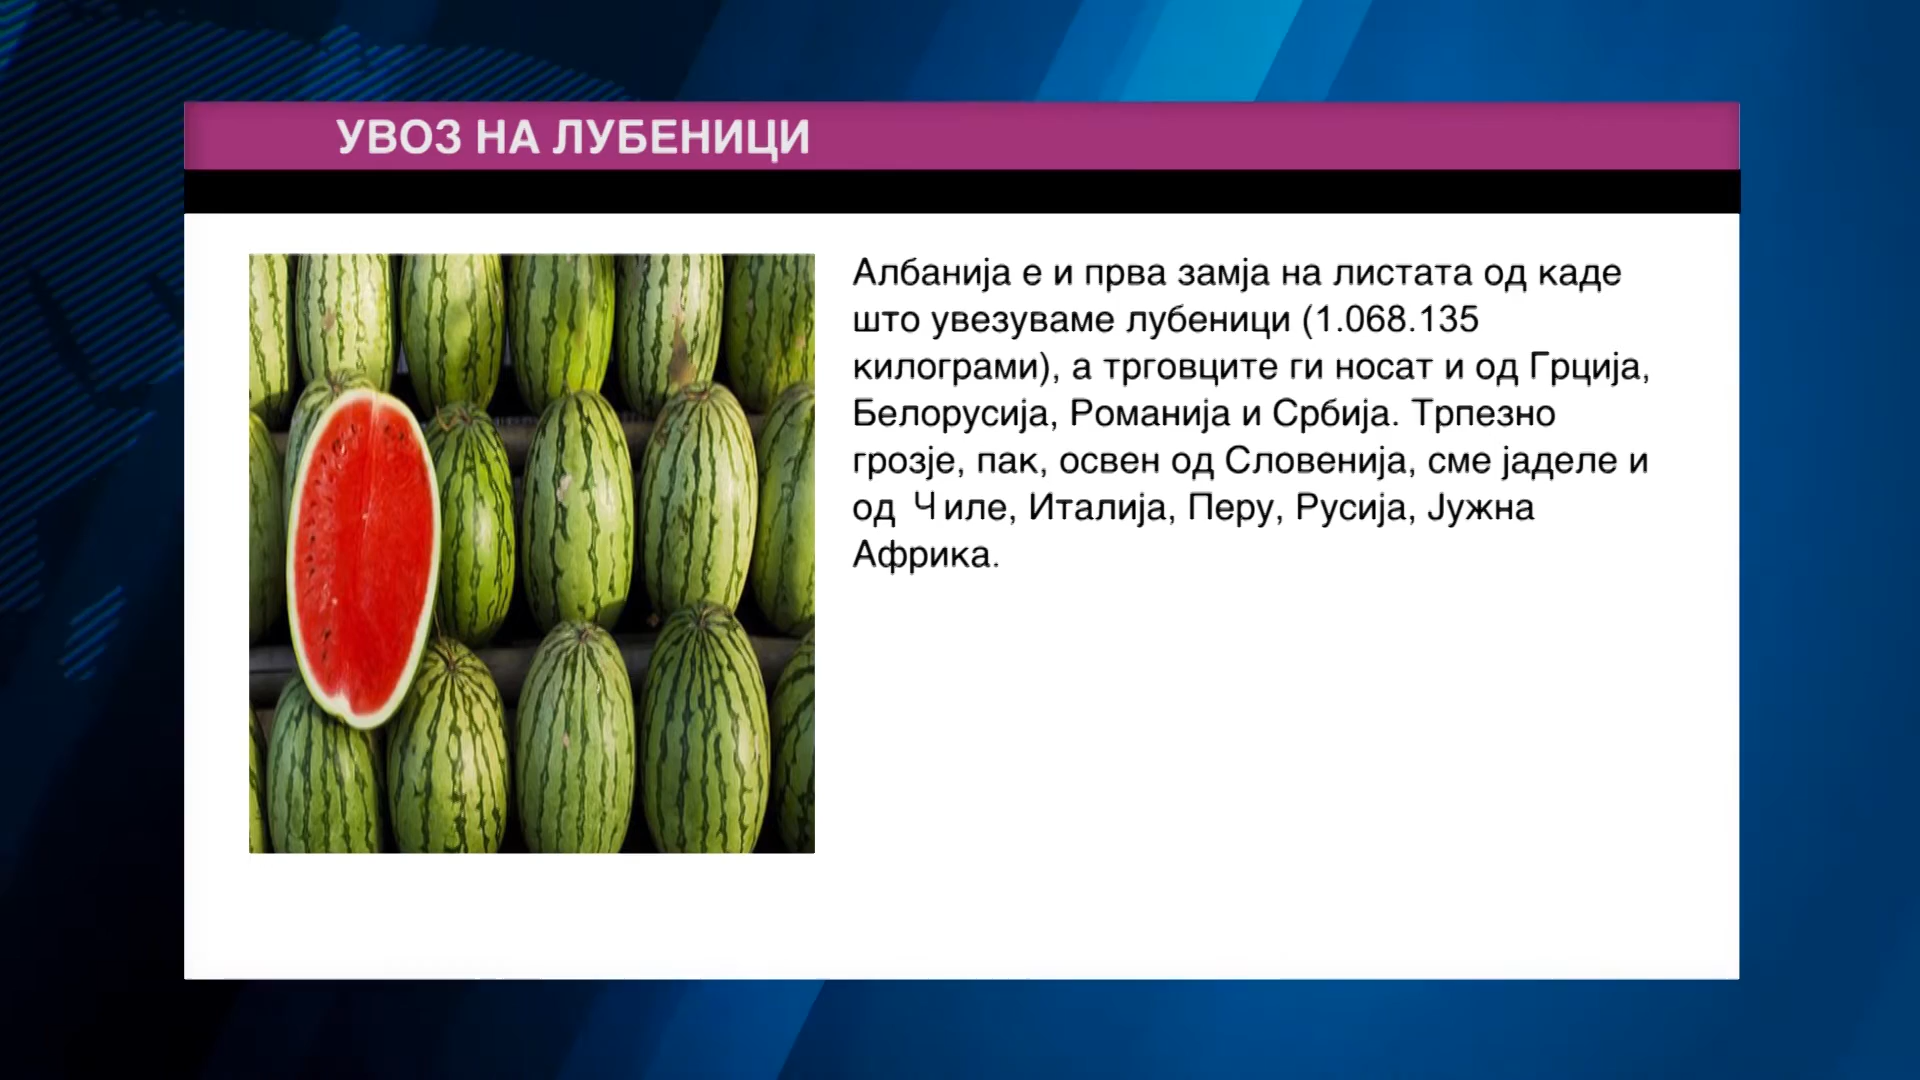 УВОЗ НА ЛУБЕНИЦИ
Албанија е и прва замја на листата од каде
што увезуваме лубеници (1.068.135
килограми), а трговците ги носат и од Грција,
Белорусија, Романија и Србија. Трпезно
грозје, пак, освен од Словенија, сме јаделе и
од Чиле, Италија, Перу, Русија, Јужна
Африка.